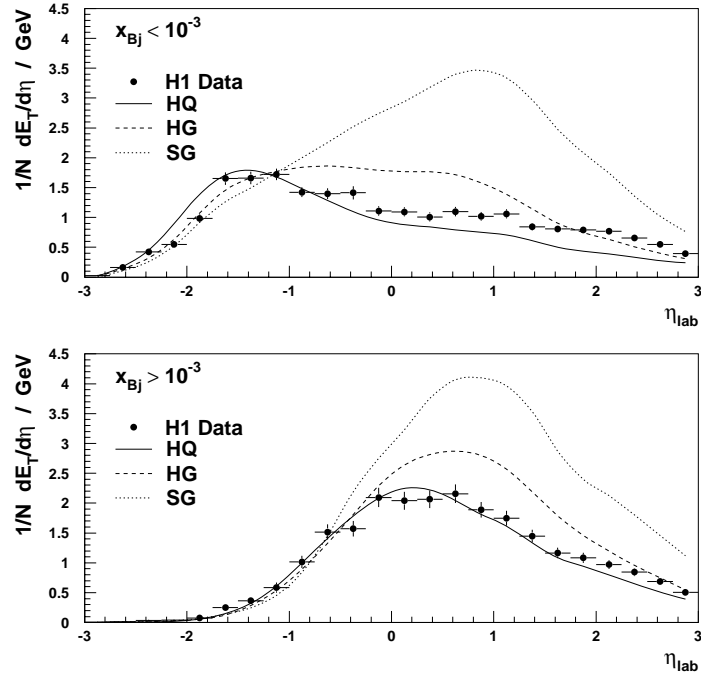 1/N dE_T/dη / GeV
x_Bj < 10^-3
H1 Data
HQ
HG
SG
4.5
4
3.5
3
2.5
2
1.5
1
0.5
0
-3 -2 -1 0 1 2 3
η_lab
1/N dE_T/dη / GeV
x_Bj > 10^-3
H1 Data
HQ
HG
SG
4.5
4
3.5
3
2.5
2
1.5
1
0.5
0
-3 -2 -1 0 1 2 3
η_lab